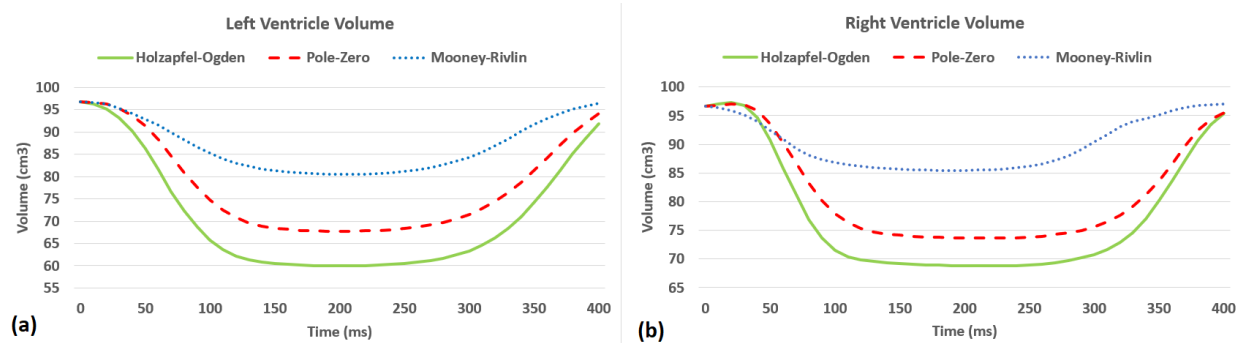 Left Ventricle Volume
Holzapfel-Ogden Pole-Zero Mooney-Rivlin
Volume (cm3)
100
95
90
85
80
75
70
65
60
55
0 50 100 150 200 250 300 350 400
Time (ms)
(a)
Right Ventricle Volume
Holzapfel-Ogden Pole-Zero Mooney-Rivlin
Volume (cm3)
100
95
90
85
80
75
70
65
0 50 100 150 200 250 300 350 400
Time (ms)
(b)